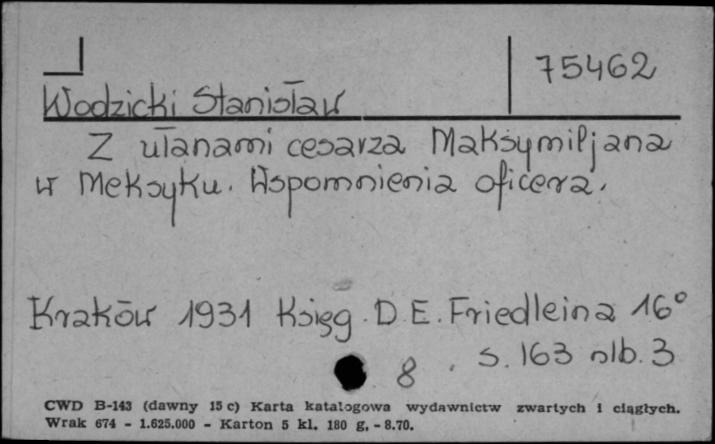 75462
Wodzicki Stanisław
Z ułanami cesarza Maksymiljana
w Meksyku. Wspomnienia oficera.
Kraków 1931 Księg. D. E. Friedleina 16°
8 s. 163 nlb. 3
CWD B-143 (dawny 15 c) Karta katalogowa wydawnictw zwartych i ciągłych.
Wrak 674 - 1.625.000 - Karton 5 kl. 180 g. - 8.70.